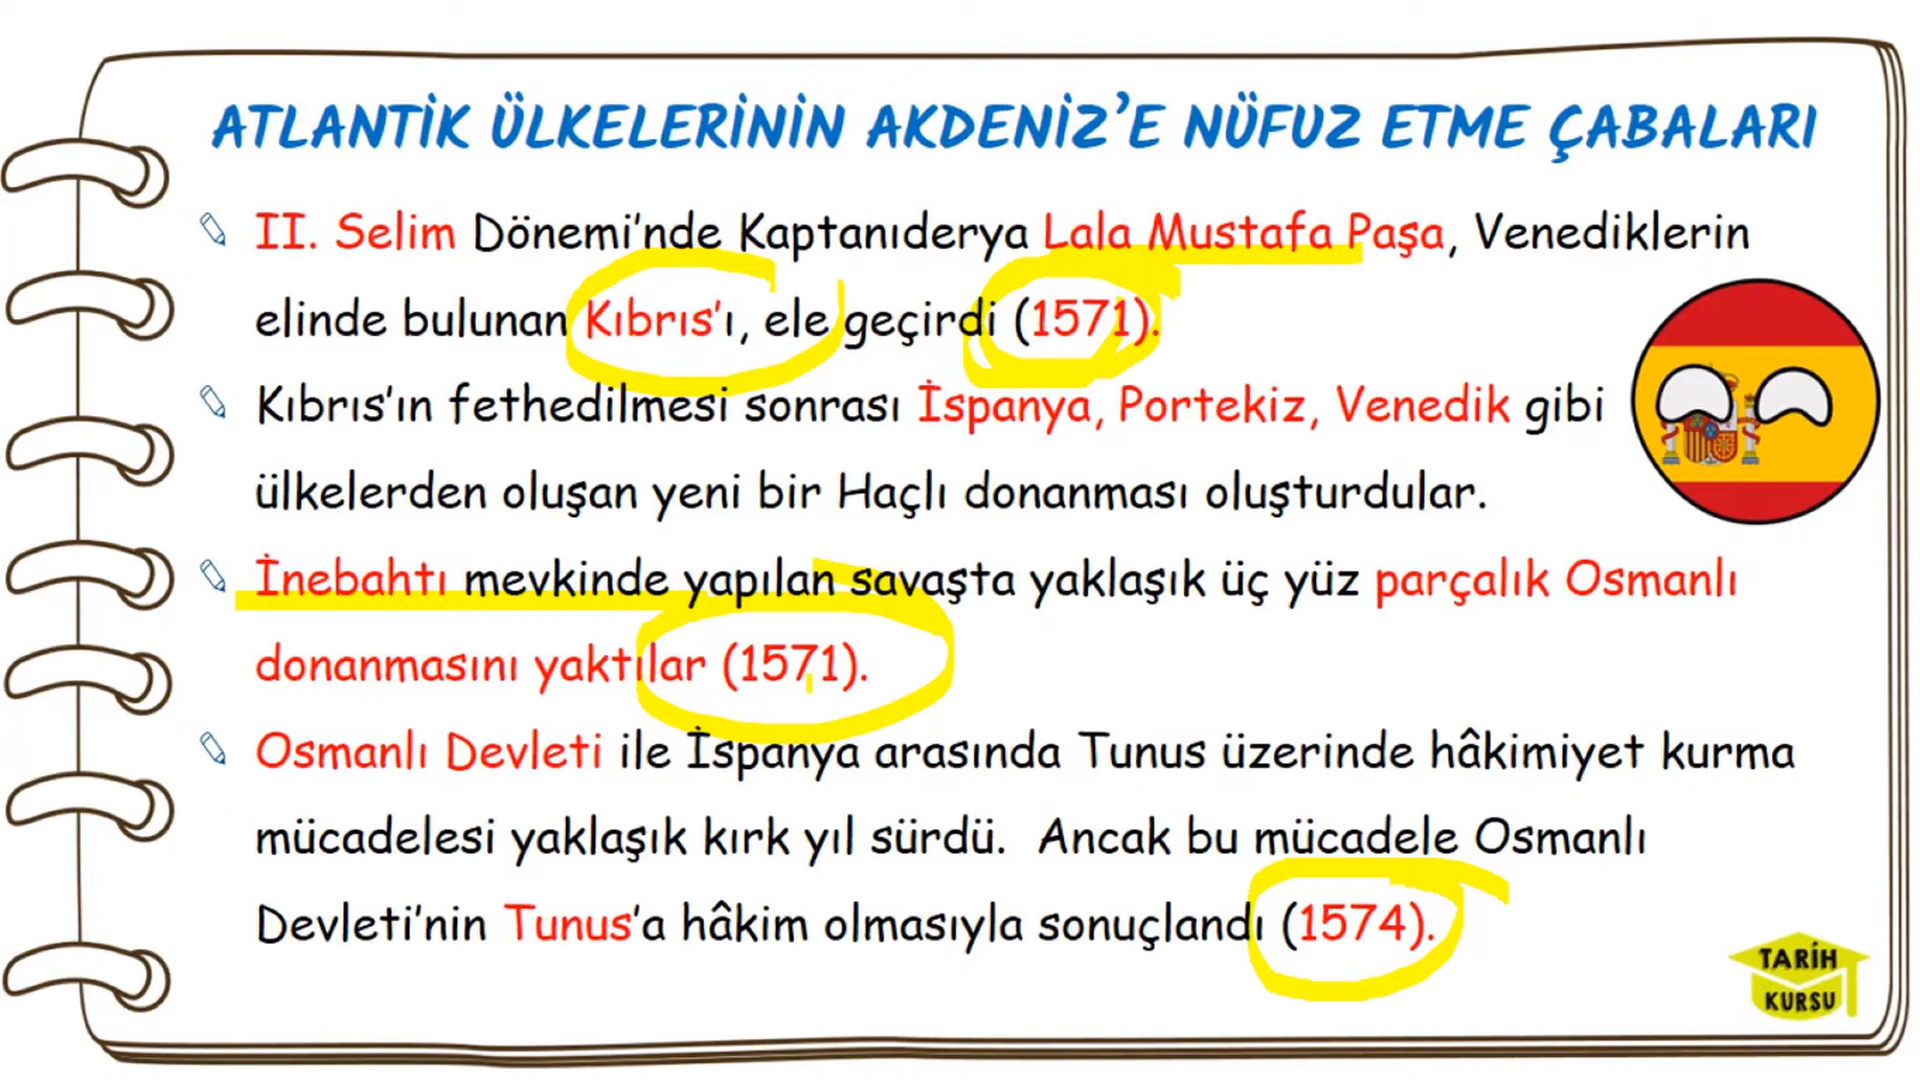 ATLANTİK ÜLKELERİNİN AKDENİZ'E NÜFUZ ETME ÇABALARI
II. Selim Dönemi'nde Kaptanıderya Lala Mustafa Paşa, Venediklerin
elinde bulunan Kıbrıs'ı, ele geçirdi (1571).
Kıbrıs'ın fethedilmesi sonrası İspanya, Portekiz, Venedik gibi
ülkelerden oluşan yeni bir Haçlı donanması oluşturdular.
İnebahtı mevkinde yapılan savaşta yaklaşık üç yüz parçalık Osmanlı
donanmasını yaktılar (1571).
Osmanlı Devleti ile İspanya arasında Tunus üzerinde hâkimiyet kurma
mücadelesi yaklaşık kırk yıl sürdü. Ancak bu mücadele Osmanlı
Devleti'nin Tunus'a hâkim olmasıyla sonuçlandı (1574).
TARİH
KURSU